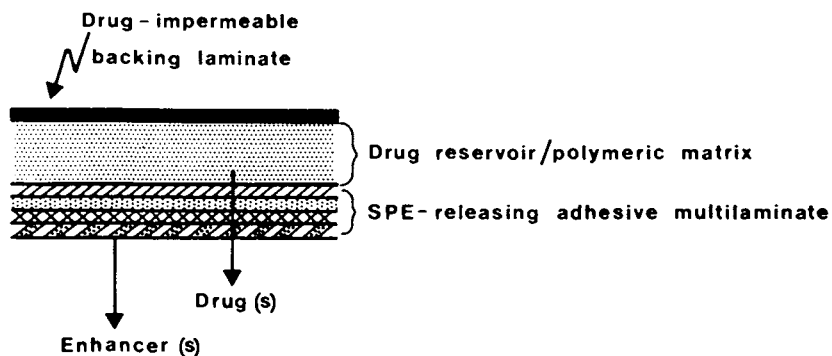 Drug-impermeable
backing laminate
Drug reservoir/polymeric matrix
SPE-releasing adhesive multilaminate
Drug (s)
Enhancer (s)